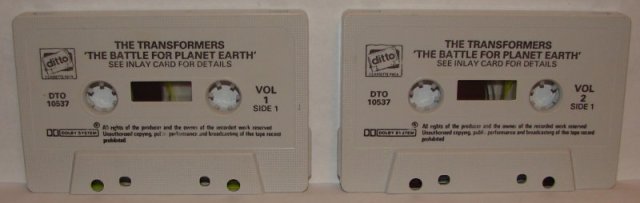 ditto
THE TRANSFORMERS
'THE BATTLE FOR PLANET EARTH'
SEE INLAY CARD FOR DETAILS
DTO
10537
VOL
1
SIDE 1
DOLBY SYSTEM
All rights of the producer and the owner of the recorded work reserved
Unauthorised copying, public performance and broadcasting of this tape record
prohibited
ditto
THE TRANSFORMERS
'THE BATTLE FOR PLANET EARTH'
SEE INLAY CARD FOR DETAILS
DTO
10537
VOL
2
SIDE 1
DOLBY SYSTEM
All rights of the producer and the owner of the recorded work reserved
Unauthorised copying, public performance and broadcasting of this tape record
prohibited